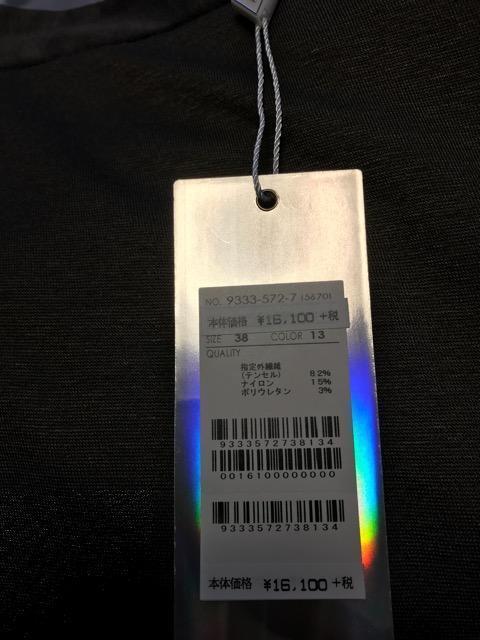 NO. 9333-572-7 (5670)
本体価格 ¥16,100 +税
SIZE 38 COLOR 13
QUALITY
指定外繊維
(テンセル) 82%
ナイロン 15%
ポリウレタン 3%
9333572738134
0016100000000
9333572738134
本体価格 ¥16,100 +税